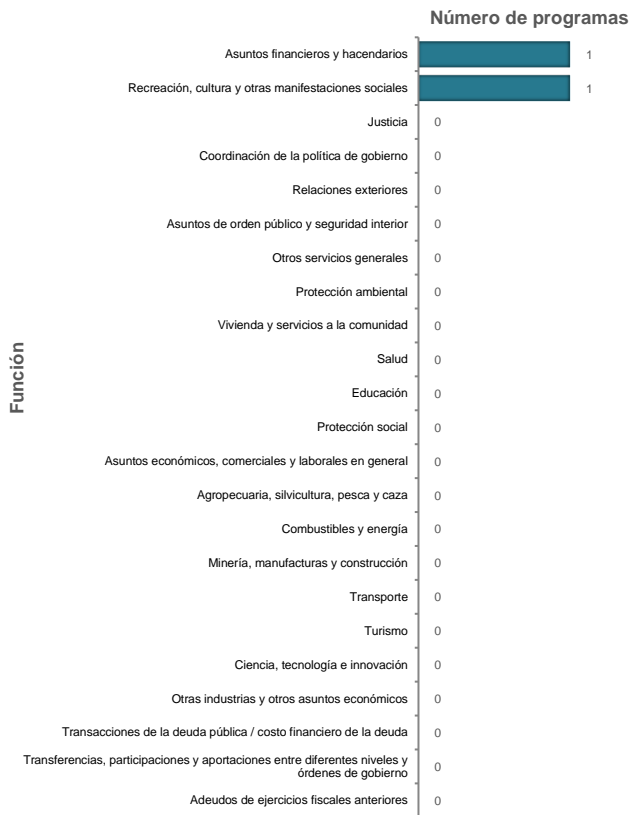 Número de programas
Asuntos financieros y hacendarios 1
Recreación, cultura y otras manifestaciones sociales 1
Justicia 0
Coordinación de la política de gobierno 0
Relaciones exteriores 0
Asuntos de orden público y seguridad interior 0
Otros servicios generales 0
Protección ambiental 0
Vivienda y servicios a la comunidad 0
Salud 0
Función
Educación 0
Protección social 0
Asuntos económicos, comerciales y laborales en general 0
Agropecuaria, silvicultura, pesca y caza 0
Combustibles y energía 0
Minería, manufacturas y construcción 0
Transporte 0
Turismo 0
Ciencia, tecnología e innovación 0
Otras industrias y otros asuntos económicos 0
Transacciones de la deuda pública / costo financiero de la deuda 0
Transferencias, participaciones y aportaciones entre diferentes niveles y
órdenes de gobierno 0
Adeudos de ejercicios fiscales anteriores 0